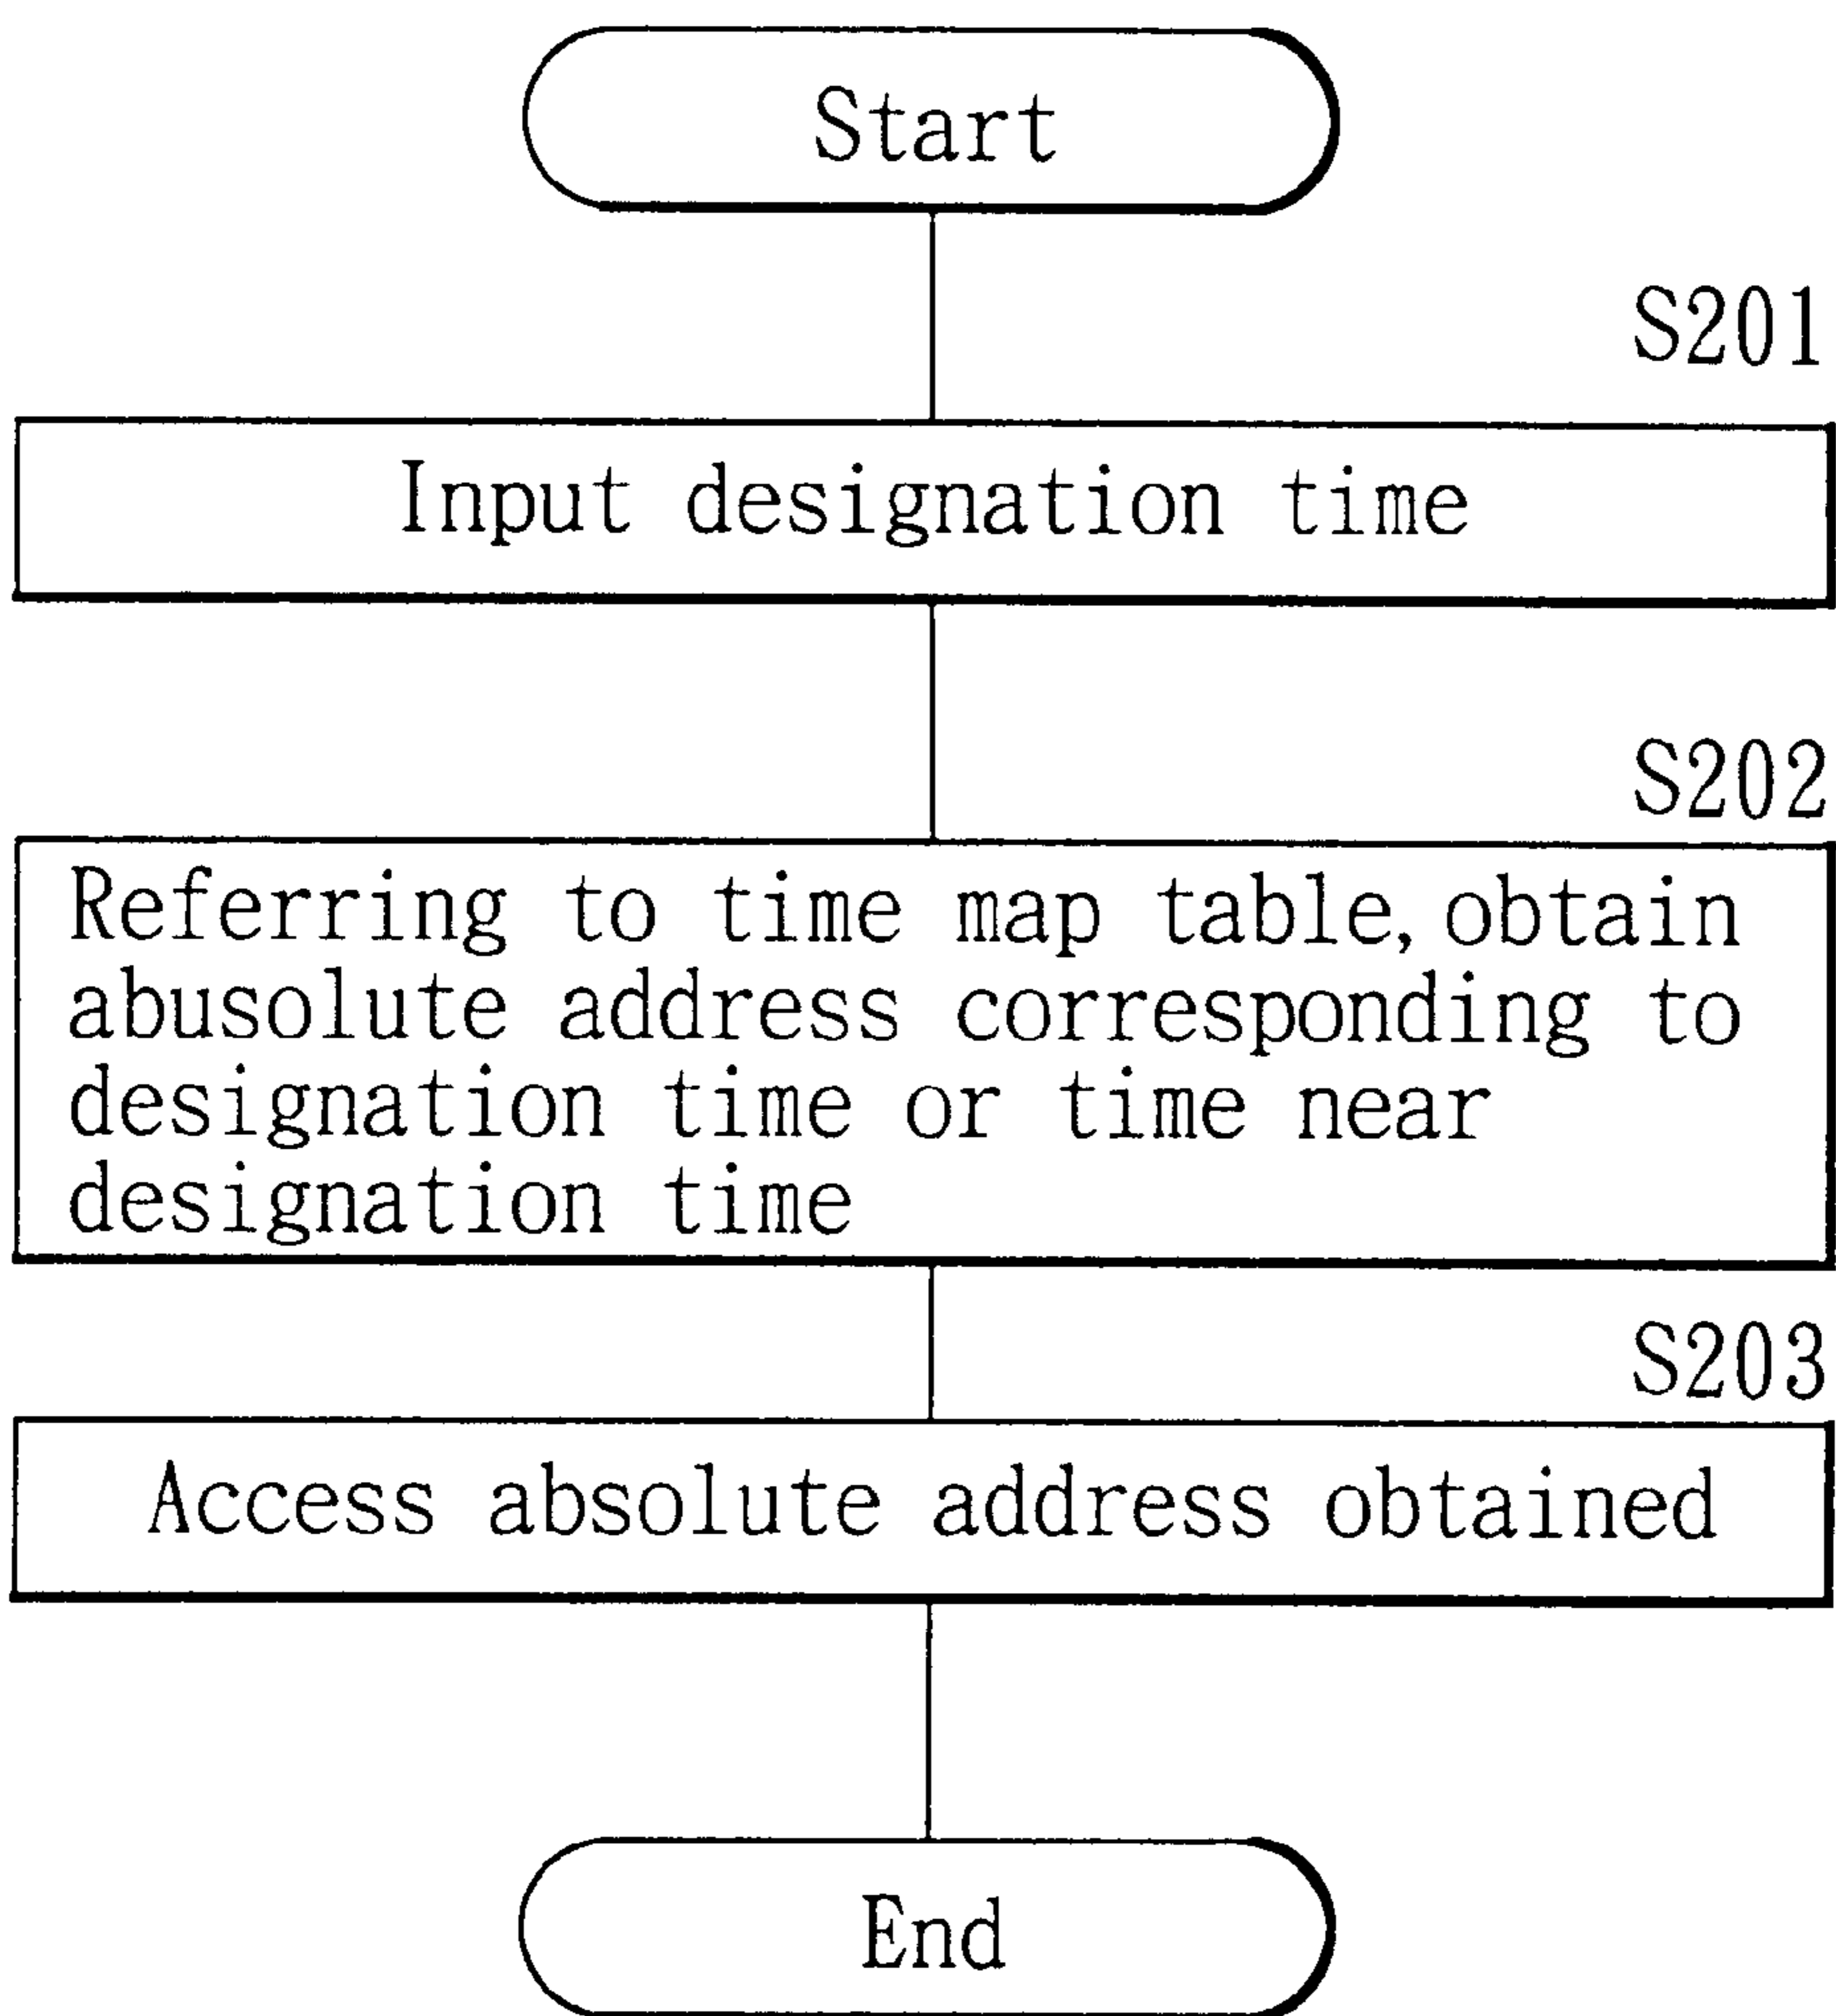 Start
S201
Input designation time
S202
Referring to time map table, obtain
abusolute address corresponding to
designation time or time near
designation time
S203
Access absolute address obtained
End